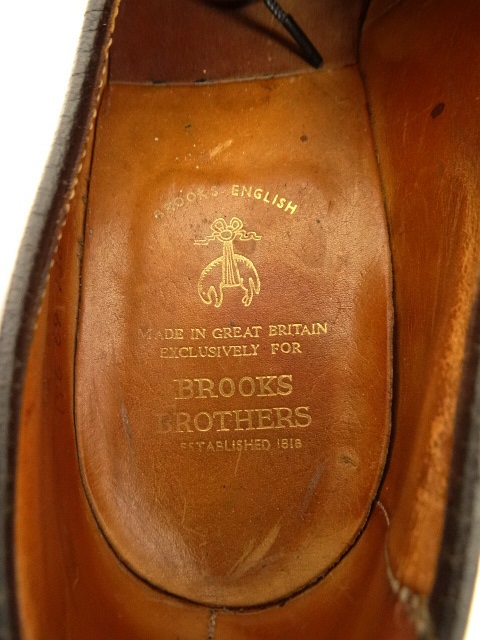 BROOKS ENGLISH
MADE IN GREAT BRITAIN
EXCLUSIVELY FOR
BROOKS
BROTHERS
ESTABLISHED 1818